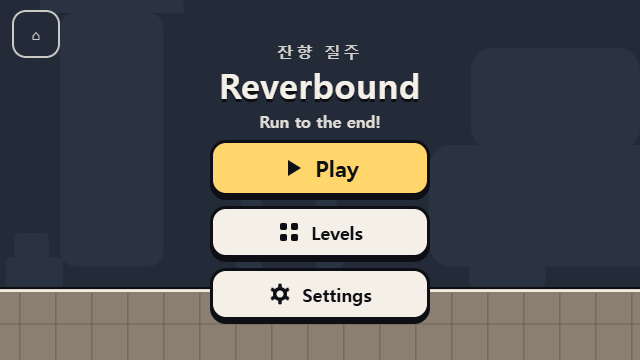 잔향 질주
Reverbound
Run to the end!
Play
Levels
Settings